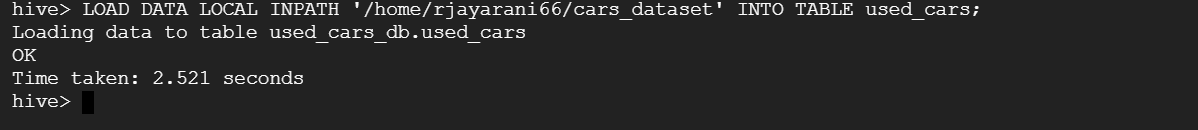 hive> LOAD DATA LOCAL INPATH '/home/rjayarani66/cars_dataset' INTO TABLE used_cars;
Loading data to table used_cars_db.used_cars
OK
Time taken: 2.521 seconds
hive>